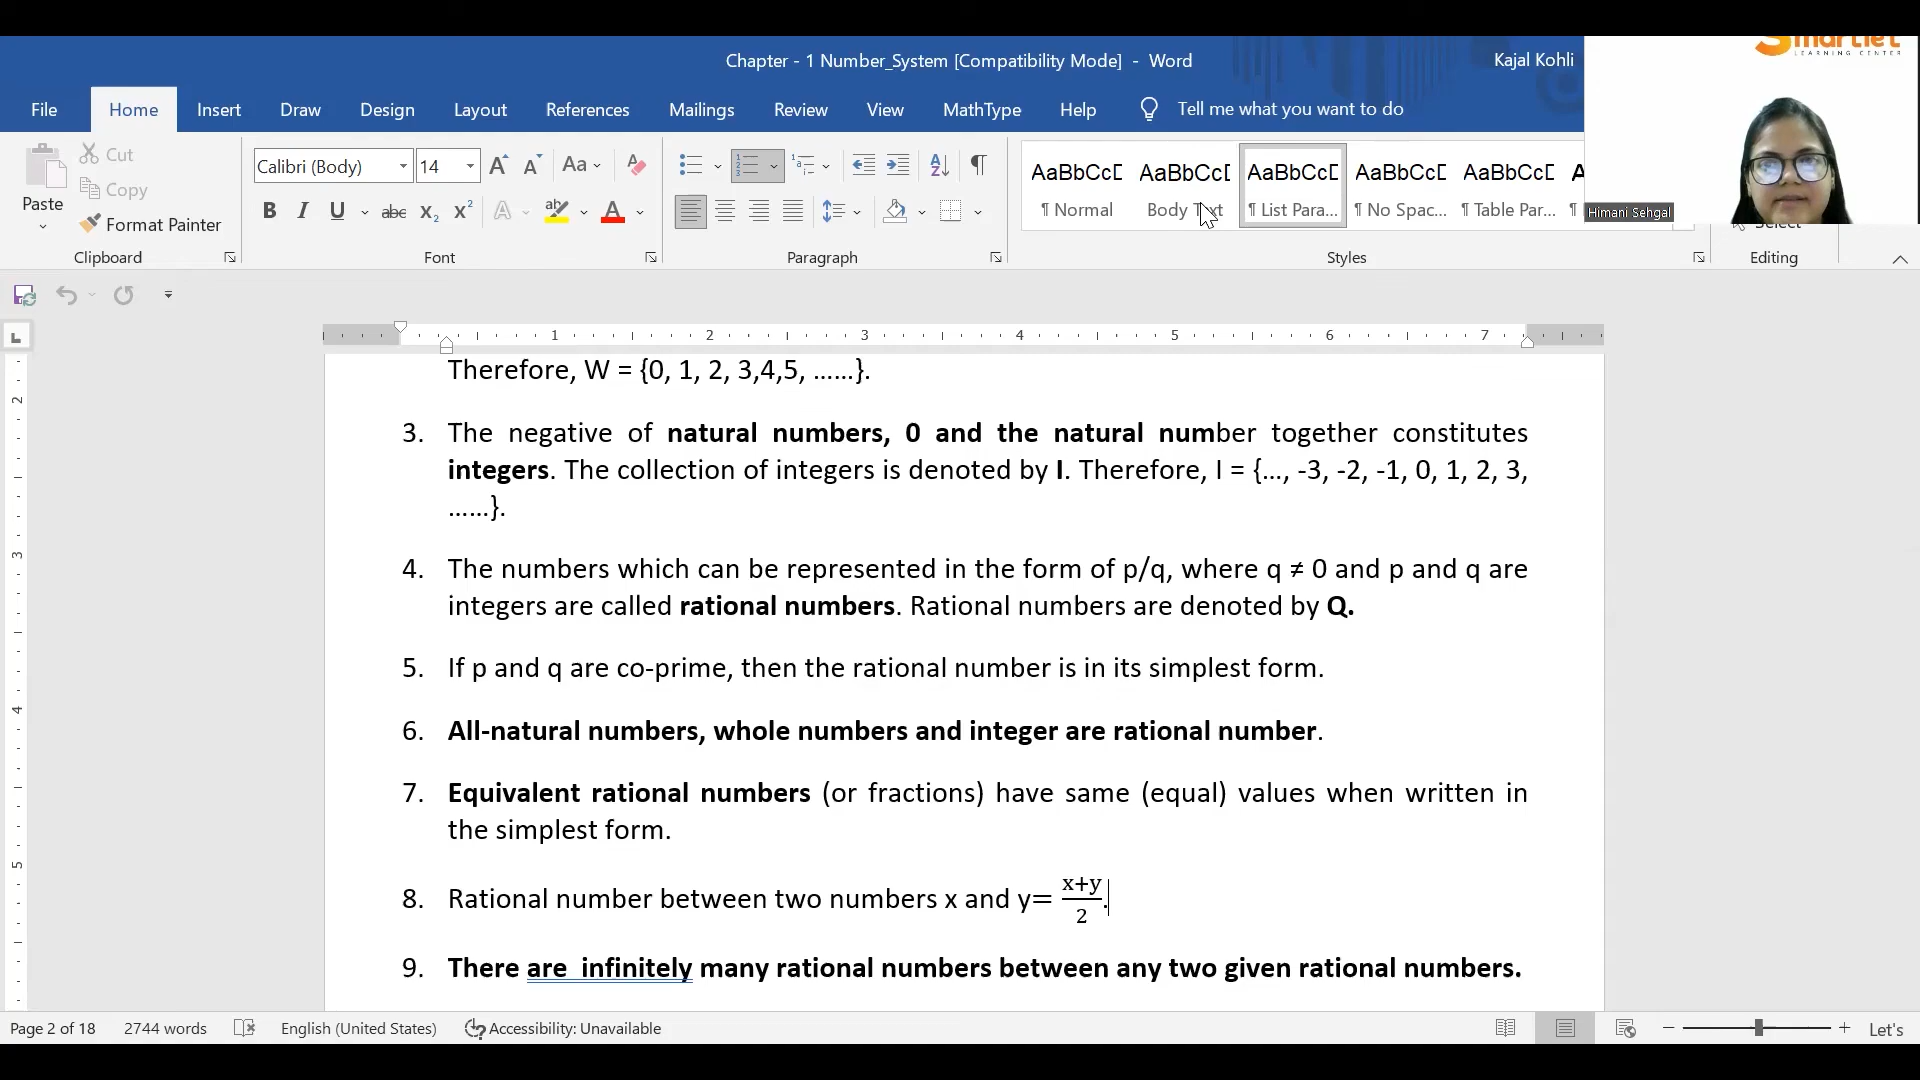 Chapter - 1 Number_System [Compatibility Mode] - Word
Kajal Kohli
LEARNING CENTER
File Home Insert Draw Design Layout References Mailings Review View MathType Help Tell me what you want to do
Cut
Copy
Paste
Format Painter
Clipboard
Calibri (Body) 14
Font
Paragraph
AaBbCcD AaBbCcD AaBbCcD AaBbCcD AaBbCcD
¶ Normal Body Text ¶ List Para... ¶ No Spac... ¶ Table Par...
Styles
Himani Sehgal
Select
Editing
1 2 3 4 5 6 7
Therefore, W = {0, 1, 2, 3,4,5, ......}.
3. The negative of natural numbers, 0 and the natural number together constitutes
integers. The collection of integers is denoted by I. Therefore, I = {..., -3, -2, -1, 0, 1, 2, 3,
......}.
4. The numbers which can be represented in the form of p/q, where q ≠ 0 and p and q are
integers are called rational numbers. Rational numbers are denoted by Q.
5. If p and q are co-prime, then the rational number is in its simplest form.
6. All-natural numbers, whole numbers and integer are rational number.
7. Equivalent rational numbers (or fractions) have same (equal) values when written in
the simplest form.
8. Rational number between two numbers x and y= x+y/2.
9. There are infinitely many rational numbers between any two given rational numbers.
Page 2 of 18 2744 words English (United States) Accessibility: Unavailable Let's